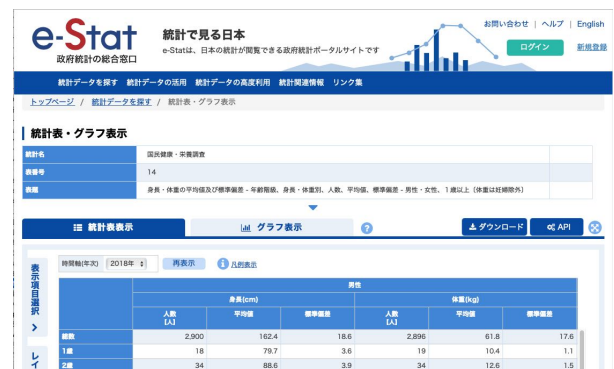 お問い合わせ | ヘルプ | English
e-Stat
政府統計の総合窓口
統計で見る日本
e-Statは、日本の統計が閲覧できる政府統計ポータルサイトです
ログイン
新規登録
統計データを探す 統計データの活用 統計データの高度利用 統計関連情報 リンク集
トップページ / 統計データを探す / 統計表・グラフ表示
統計表・グラフ表示
統計名 国民健康・栄養調査
表番号 14
表題 身長・体重の平均値及び標準偏差 - 年齢階級、身長・体重別、人数、平均値、標準偏差 - 男性・女性、1歳以上〔体重は妊婦除外〕
統計表表示 グラフ表示 ? ダウンロード API
表示項目選択
時間軸(年次) 2018年 再表示 i 凡例表示
男性
身長(cm) 体重(kg)
人数【人】 平均値 標準偏差 人数【人】 平均値 標準偏差
総数 2,900 162.4 18.6 2,896 61.8 17.6
1歳 18 79.7 3.6 19 10.4 1.1
2歳 34 88.6 3.9 34 12.6 1.5
レイ